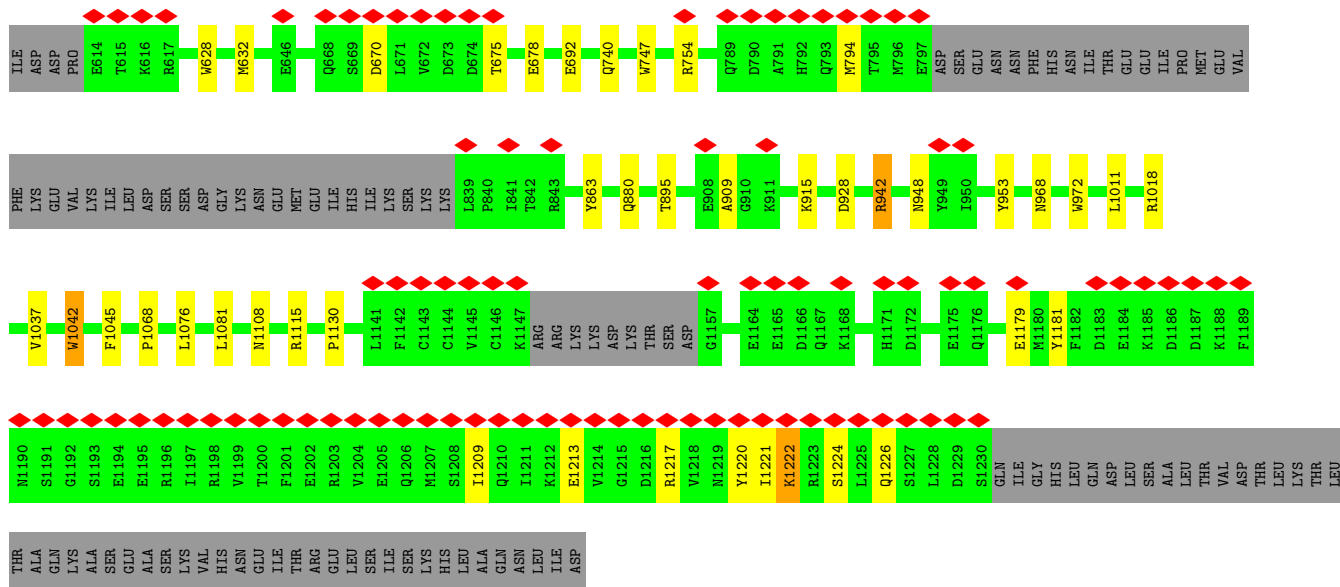 ILE ASP ASP PRO E614 T615 K616 R617 W628 M632 E646 Q668 S669 D670 L671 V672 D673 D674 T675 E678 E692 Q740 W747 R754 Q789 D790 A791 H792 Q793 M794 T795 M796 E797 ASP SER GLU ASN ASN PHE HIS ASN ILE THR GLU GLU ILE PRO MET GLU VAL
PHE LYS GLU VAL LYS ILE LEU ASP SER SER ASP GLY LYS ASN GLU MET GLU ILE HIS ILE LYS SER LYS LYS L839 P840 I841 T842 R843 Y863 Q880 T895 E908 A909 G910 K911 K915 D928 R942 N948 Y949 I950 Y953 N968 W972 L1011 R1018
V1037 W1042 F1045 P1068 L1076 L1081 N1108 R1115 P1130 L1141 F1142 C1143 C1144 V1145 C1146 K1147 ARG ARG LYS LYS ASP LYS THR SER ASP G1157 E1164 E1165 D1166 Q1167 K1168 H1171 D1172 E1175 Q1176 E1179 M1180 Y1181 F1182 D1183 E1184 K1185 D1186 D1187 K1188 F1189
N1190 S1191 G1192 S1193 E1194 E1195 R1196 I1197 R1198 V1199 T1200 F1201 E1202 R1203 V1204 E1205 Q1206 M1207 S1208 I1209 Q1210 I1211 K1212 E1213 V1214 G1215 D1216 R1217 V1218 N1219 Y1220 I1221 K1222 R1223 S1224 L1225 Q1226 S1227 L1228 D1229 S1230 GLN ILE GLY HIS LEU GLN ASP LEU SER ALA LEU THR VAL ASP THR LEU LYS THR LEU
THR ALA GLN LYS ALA SER GLU ALA SER LYS VAL HIS ASN GLU ILE THR ARG GLU LEU SER ILE SER LYS HIS LEU ALA GLN ASN LEU ILE ASP